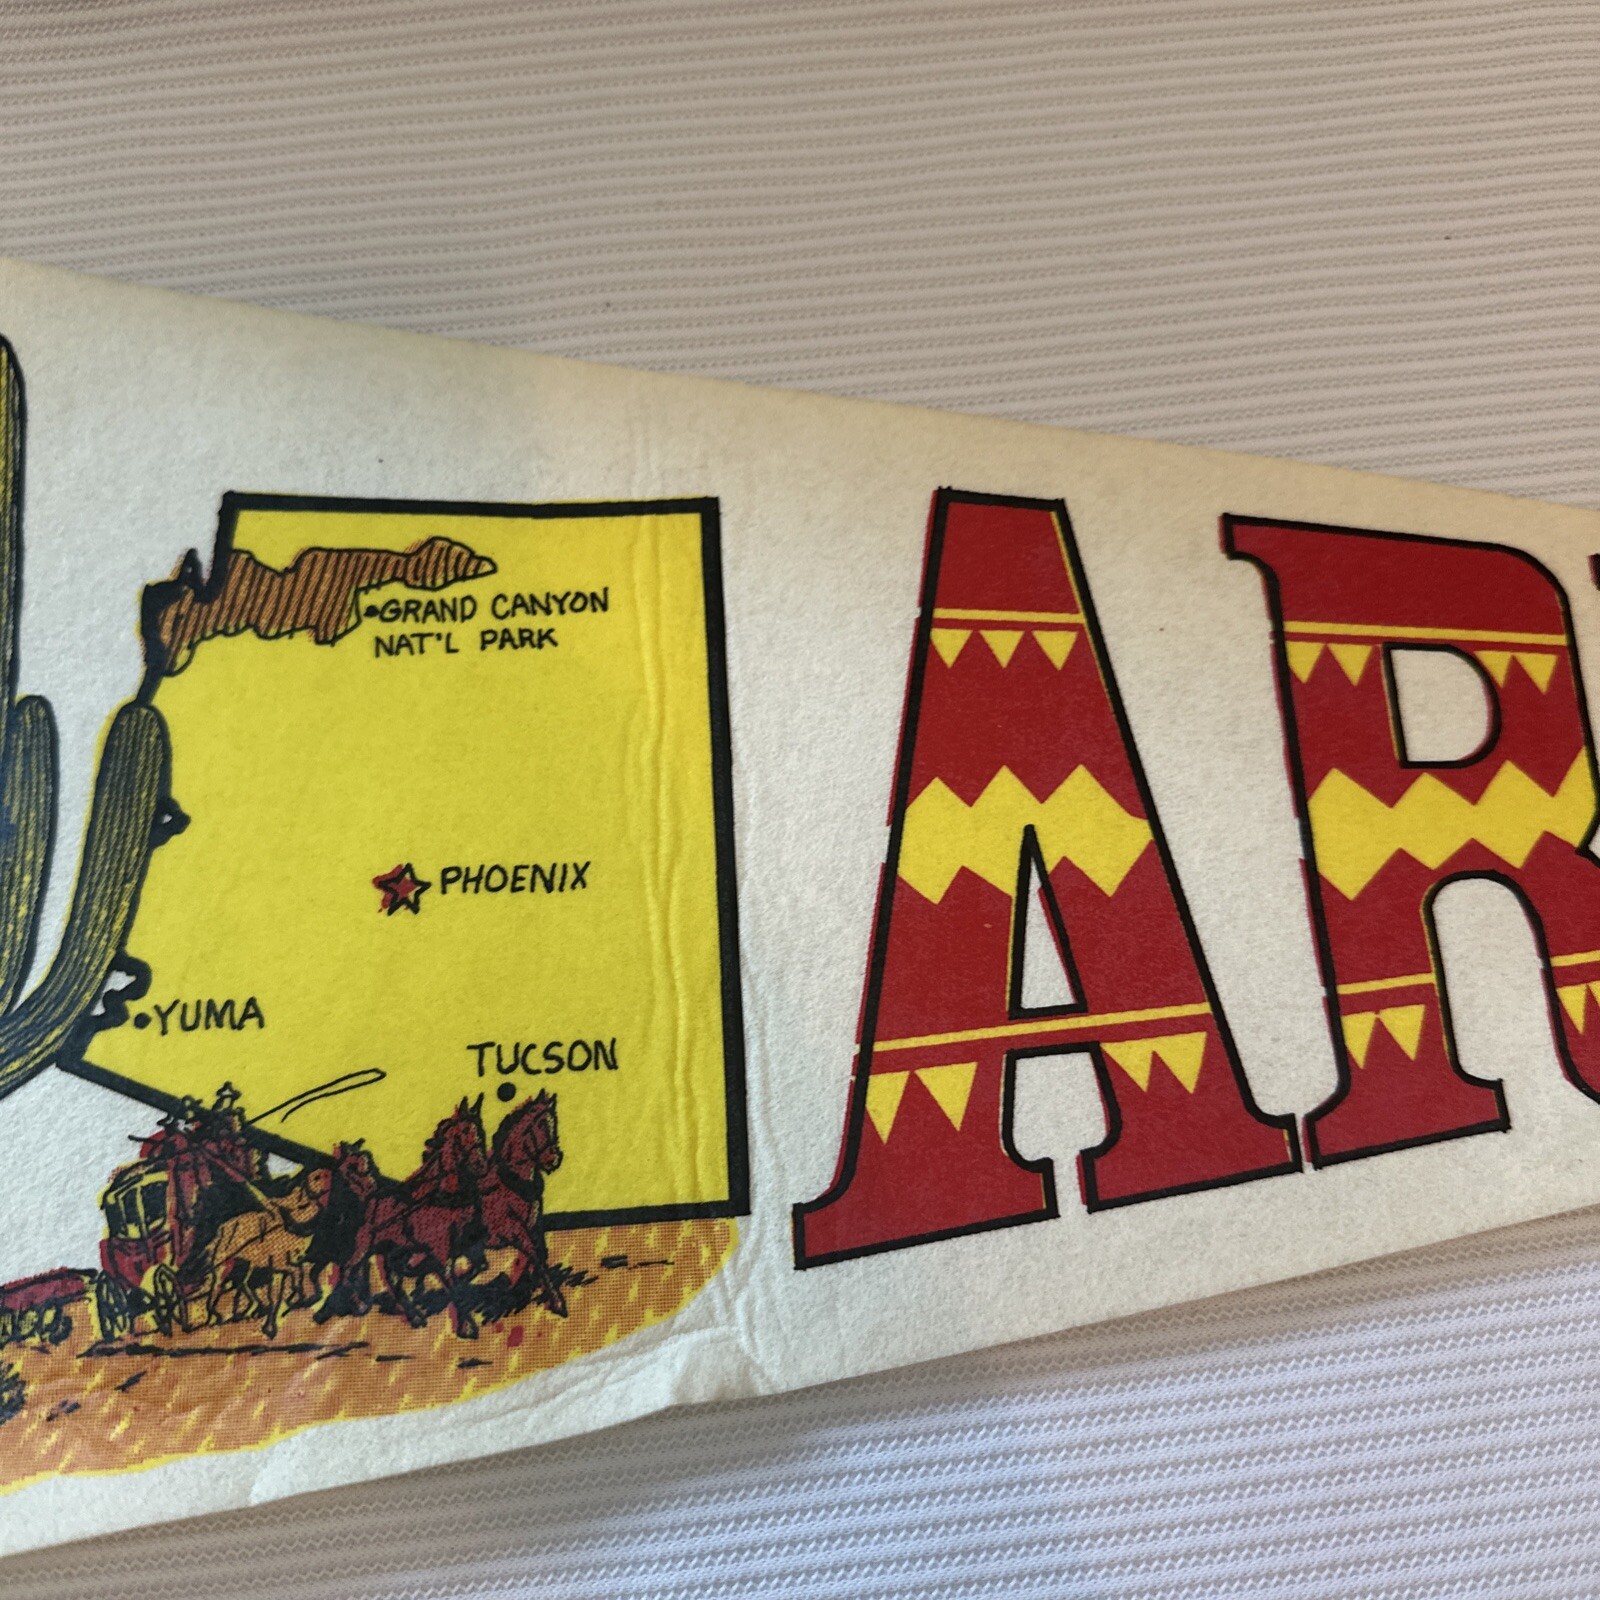 GRAND CANYON
NAT'L PARK
PHOENIX
YUMA
TUCSON
AR